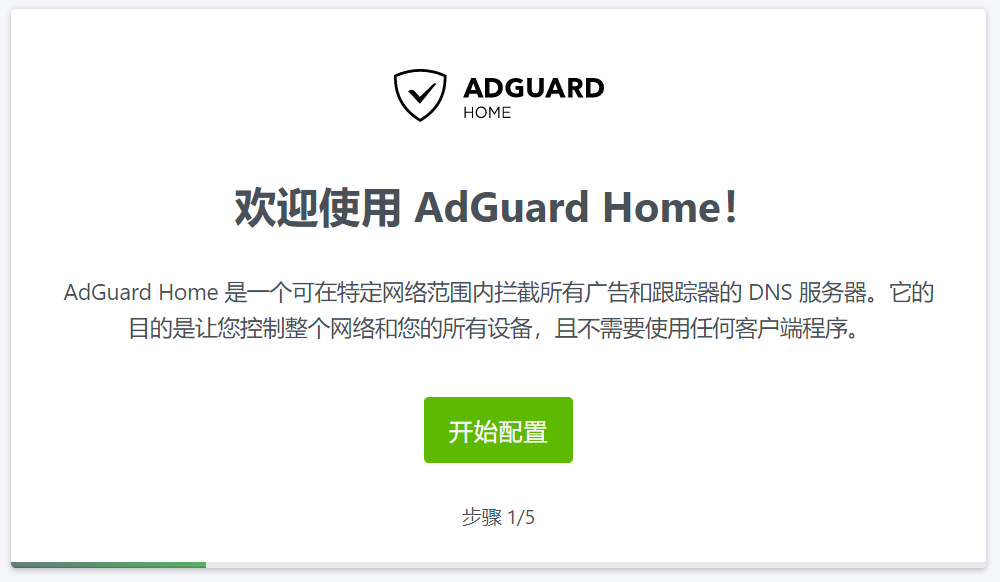 ADGUARD
HOME
欢迎使用 AdGuard Home！
AdGuard Home 是一个可在特定网络范围内拦截所有广告和跟踪器的 DNS 服务器。它的
目的是让您控制整个网络和您的所有设备，且不需要使用任何客户端程序。
开始配置
步骤 1/5